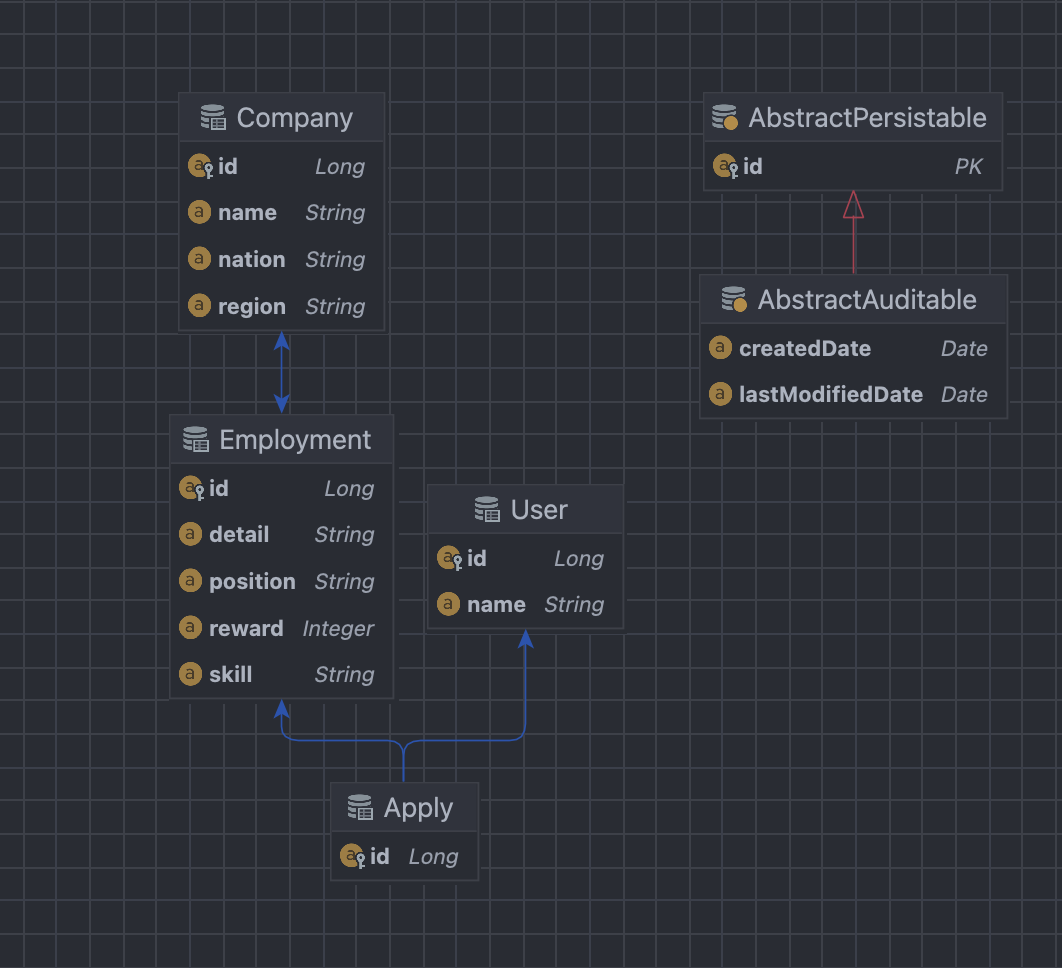 Company
id Long
name String
nation String
region String
AbstractPersistable
id PK
AbstractAuditable
createdDate Date
lastModifiedDate Date
Employment
id Long
detail String
position String
reward Integer
skill String
User
id Long
name String
Apply
id Long